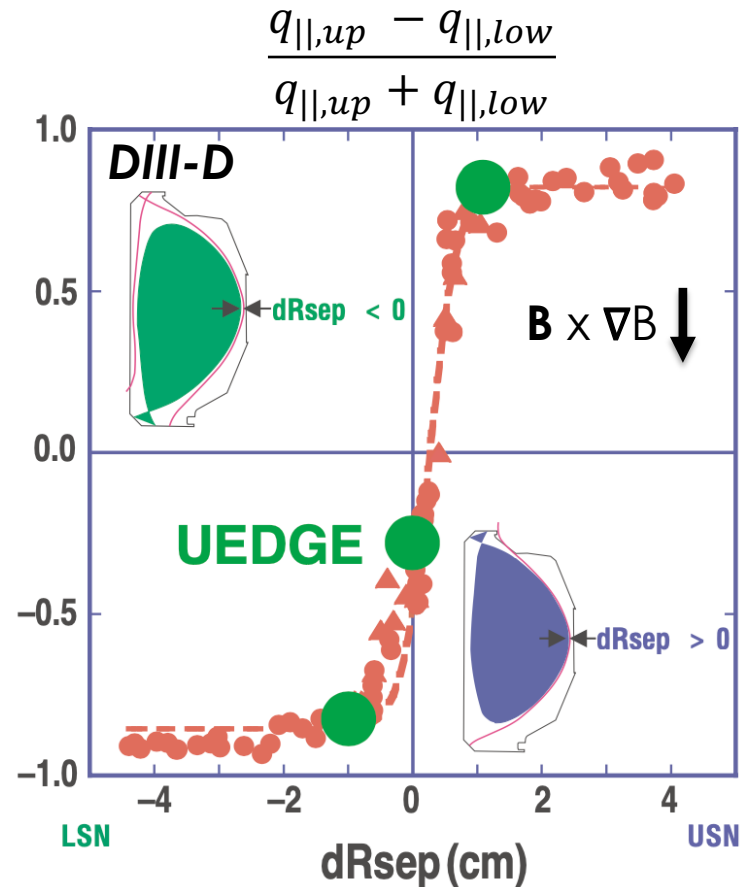 q||,up − q||,low
q||,up + q||,low
1.0
DIII-D
dRsep < 0
0.5
B x ∇B
0.0
UEDGE
−0.5
dRsep > 0
−1.0
−4 −2 0 2 4
LSN USN
dRsep (cm)